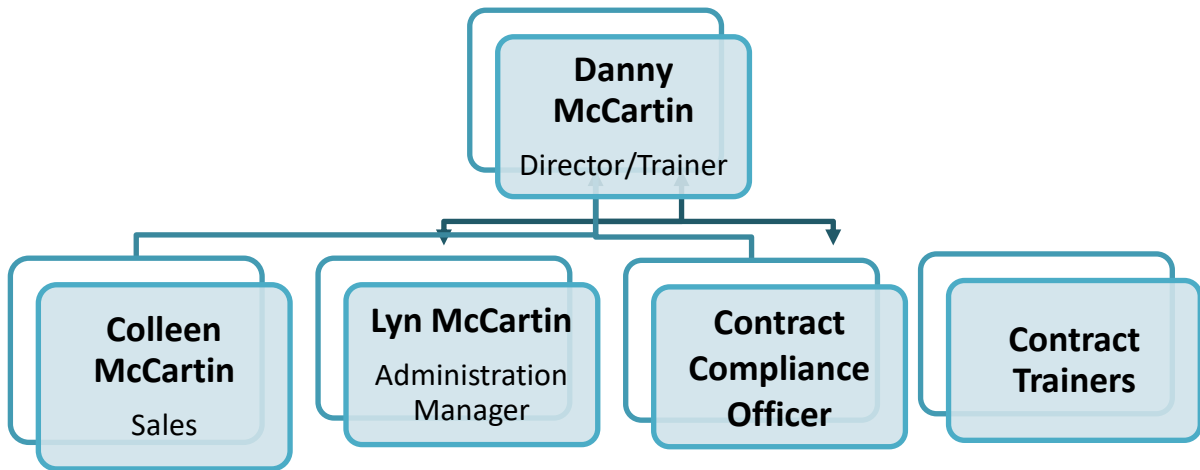 Danny
McCartin
Director/Trainer
Colleen
McCartin
Sales
Lyn McCartin
Administration
Manager
Contract
Compliance
Officer
Contract
Trainers